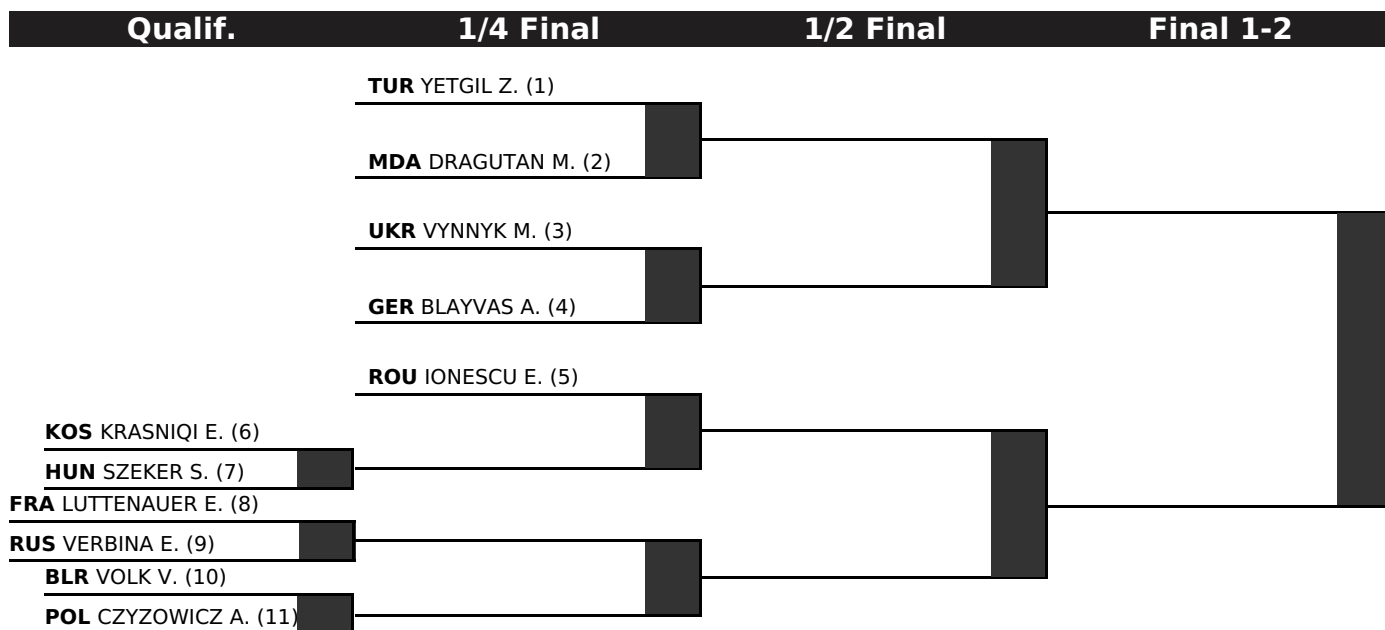 Qualif. 1/4 Final 1/2 Final Final 1-2
TUR YETGIL Z. (1)
MDA DRAGUTAN M. (2)
UKR VYNNYK M. (3)
GER BLAYVAS A. (4)
ROU IONESCU E. (5)
KOS KRASNIQI E. (6)
HUN SZEKER S. (7)
FRA LUTTENAUER E. (8)
RUS VERBINA E. (9)
BLR VOLK V. (10)
POL CZYZOWICZ A. (11)